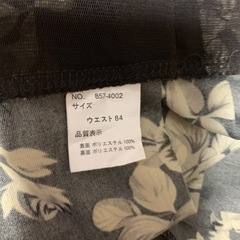 NO. 857-4002
サイズ
ウエスト 84
品質表示
表面 ポリエステル 100%
裏面 ポリエステル 100%